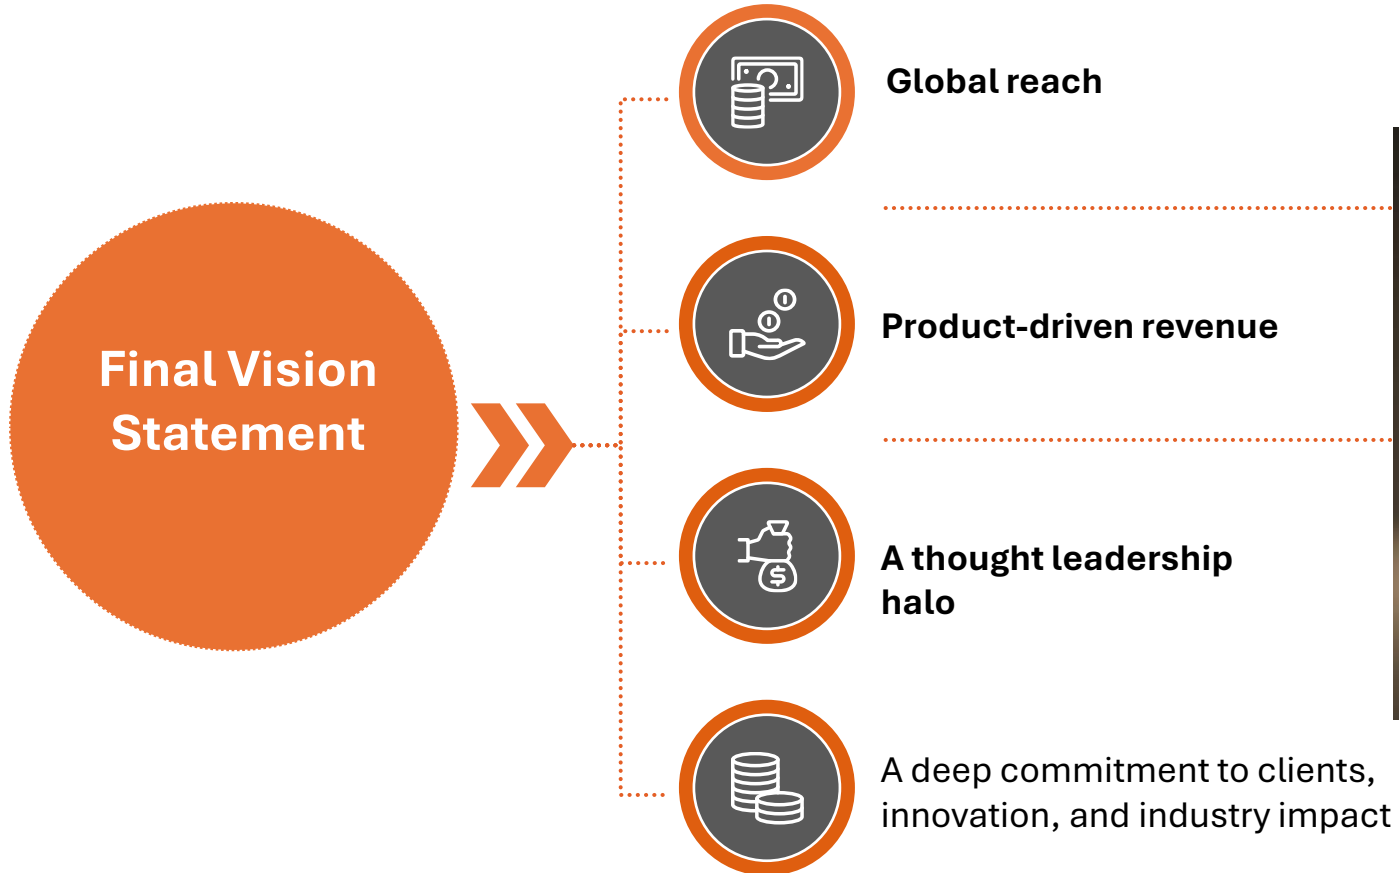 Final Vision
Statement
Global reach
Product-driven revenue
A thought leadership
halo
A deep commitment to clients,
innovation, and industry impact
$